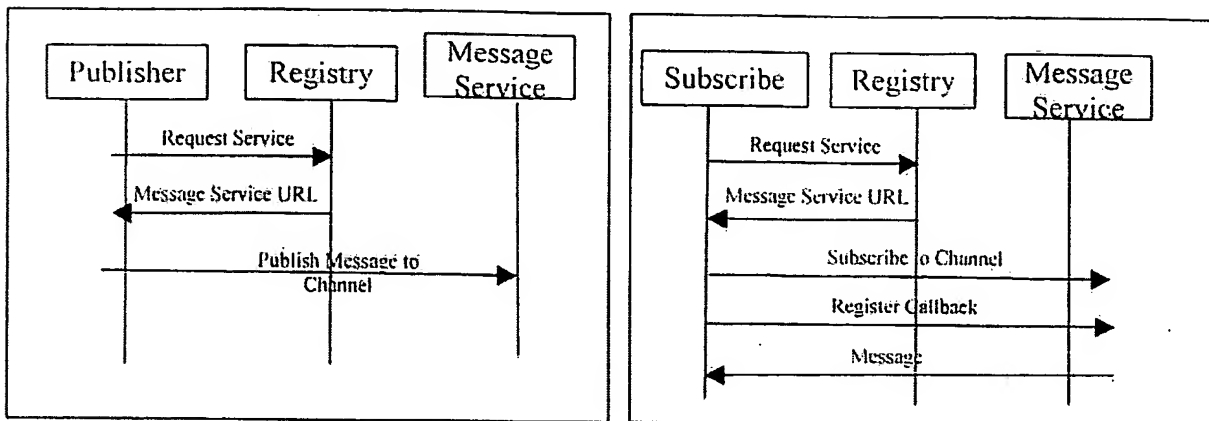 Publisher
Registry
Message
Service
Request Service
Message Service URL
Publish Message to
Channel
Subscribe
Registry
Message
Service
Request Service
Message Service URL
Subscribe to Channel
Register Callback
Message